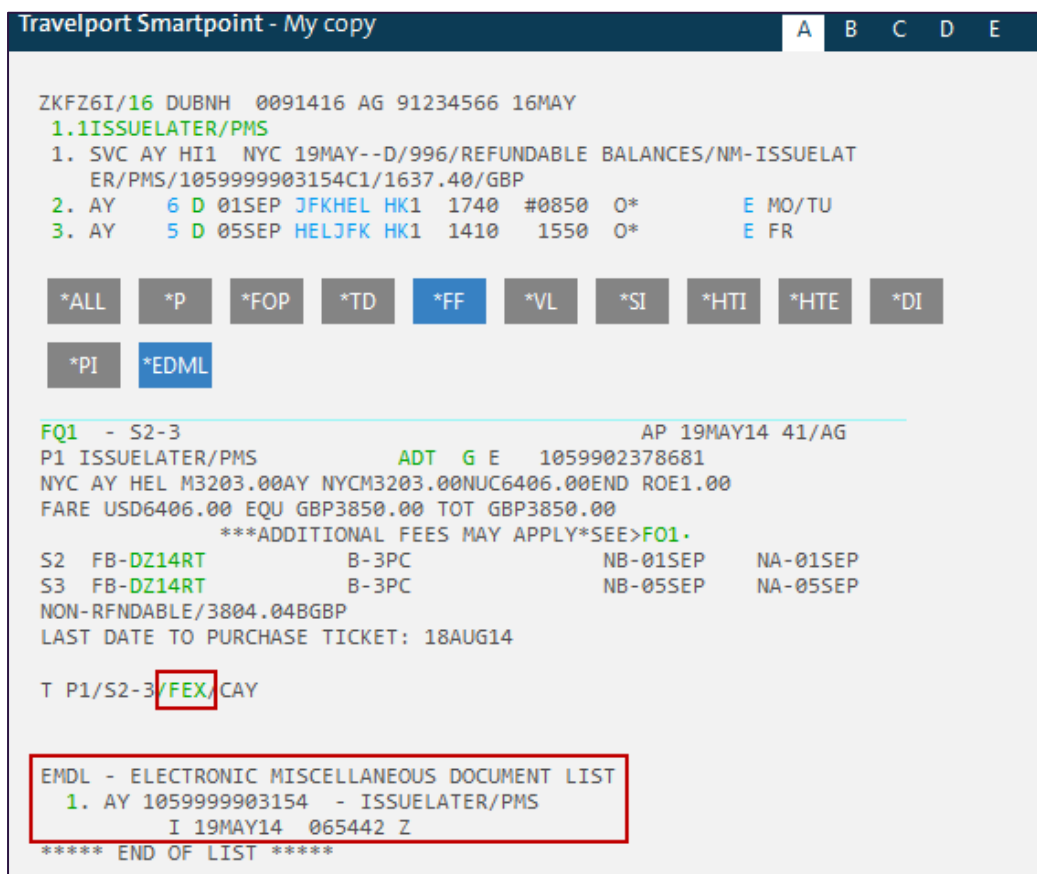 Travelport Smartpoint - My copy A B C D E
ZKFZ6I/16 DUBNH 0091416 AG 91234566 16MAY
1.1ISSUELATER/PMS
1. SVC AY HI1 NYC 19MAY--D/996/REFUNDABLE BALANCES/NM-ISSUELAT
ER/PMS/1059999903154C1/1637.40/GBP
2. AY 6 D 01SEP JFKHEL HK1 1740 #0850 O* E MO/TU
3. AY 5 D 05SEP HELJFK HK1 1410 1550 O* E FR
*ALL *P *FOP *TD *FF *VL *SI *HTI *HTE *DI
*PI *EDML
FQ1 - S2-3 AP 19MAY14 41/AG
P1 ISSUELATER/PMS ADT G E 1059902378681
NYC AY HEL M3203.00AY NYCM3203.00NUC6406.00END ROE1.00
FARE USD6406.00 EQU GBP3850.00 TOT GBP3850.00
***ADDITIONAL FEES MAY APPLY*SEE>FO1·
S2 FB-DZ14RT B-3PC NB-01SEP NA-01SEP
S3 FB-DZ14RT B-3PC NB-05SEP NA-05SEP
NON-RFNDABLE/3804.04BGBP
LAST DATE TO PURCHASE TICKET: 18AUG14
T P1/S2-3/FEX/CAY
EMDL - ELECTRONIC MISCELLANEOUS DOCUMENT LIST
1. AY 1059999903154 - ISSUELATER/PMS
I 19MAY14 065442 Z
***** END OF LIST *****